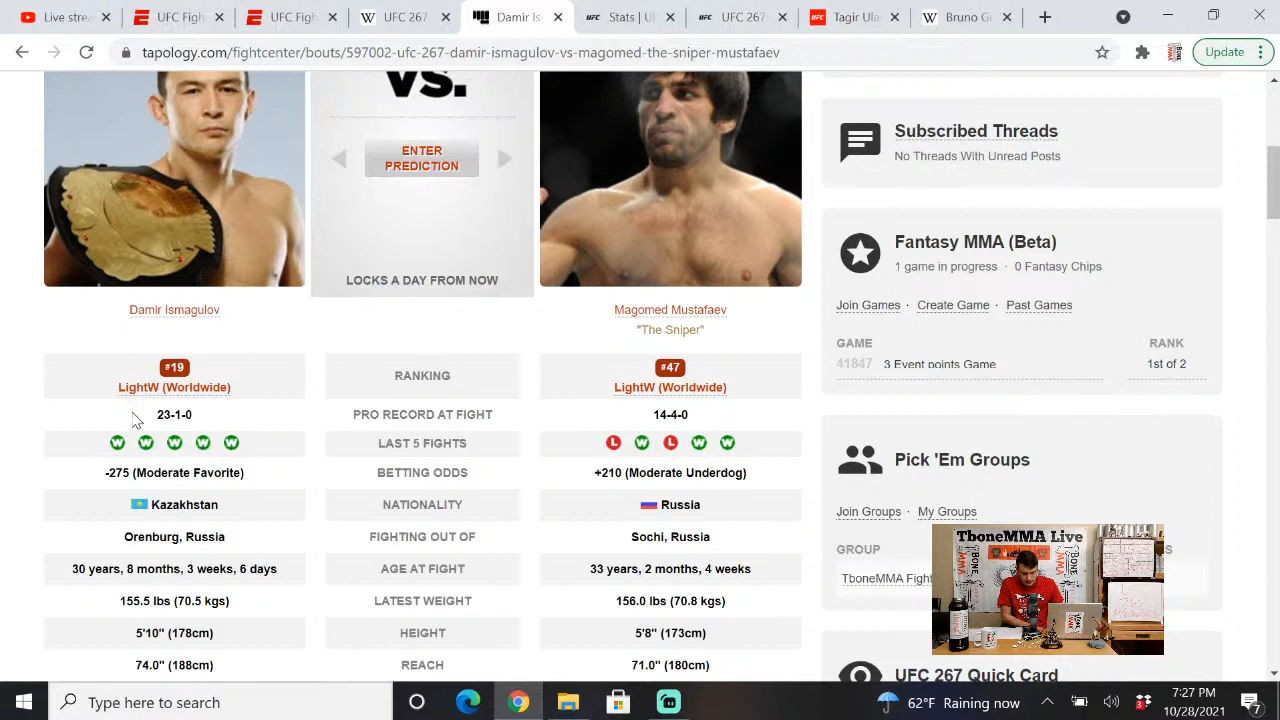 Live strea
UFC Fight
UFC Fight
UFC 267
Damir Is
Stats | U
UFC 267
Tagir Ula
Bruno G
tapology.com/fightcenter/bouts/597002-ufc-267-damir-ismagulov-vs-magomed-the-sniper-mustafaev
Update
VS.
ENTER
PREDICTION
LOCKS A DAY FROM NOW
Damir Ismagulov
Magomed Mustafaev
"The Sniper"
#19
LightW (Worldwide)
RANKING
#47
LightW (Worldwide)
23-1-0 PRO RECORD AT FIGHT 14-4-0
W W W W W LAST 5 FIGHTS L W L W W
-275 (Moderate Favorite) BETTING ODDS +210 (Moderate Underdog)
Kazakhstan NATIONALITY Russia
Orenburg, Russia FIGHTING OUT OF Sochi, Russia
30 years, 8 months, 3 weeks, 6 days AGE AT FIGHT 33 years, 2 months, 4 weeks
155.5 lbs (70.5 kgs) LATEST WEIGHT 156.0 lbs (70.8 kgs)
5'10" (178cm) HEIGHT 5'8" (173cm)
74.0" (188cm) REACH 71.0" (180cm)
Subscribed Threads
No Threads With Unread Posts
Fantasy MMA (Beta)
1 game in progress · 0 Fantasy Chips
Join Games · Create Game · Past Games
GAME RANK
41847 3 Event points Game 1st of 2
Pick 'Em Groups
Join Groups · My Groups
GROUP S
TboneMMA Fight
TboneMMA Live
UFC 267 Quick Card
Type here to search
62°F Raining now
3
7:27 PM
10/28/2021
7